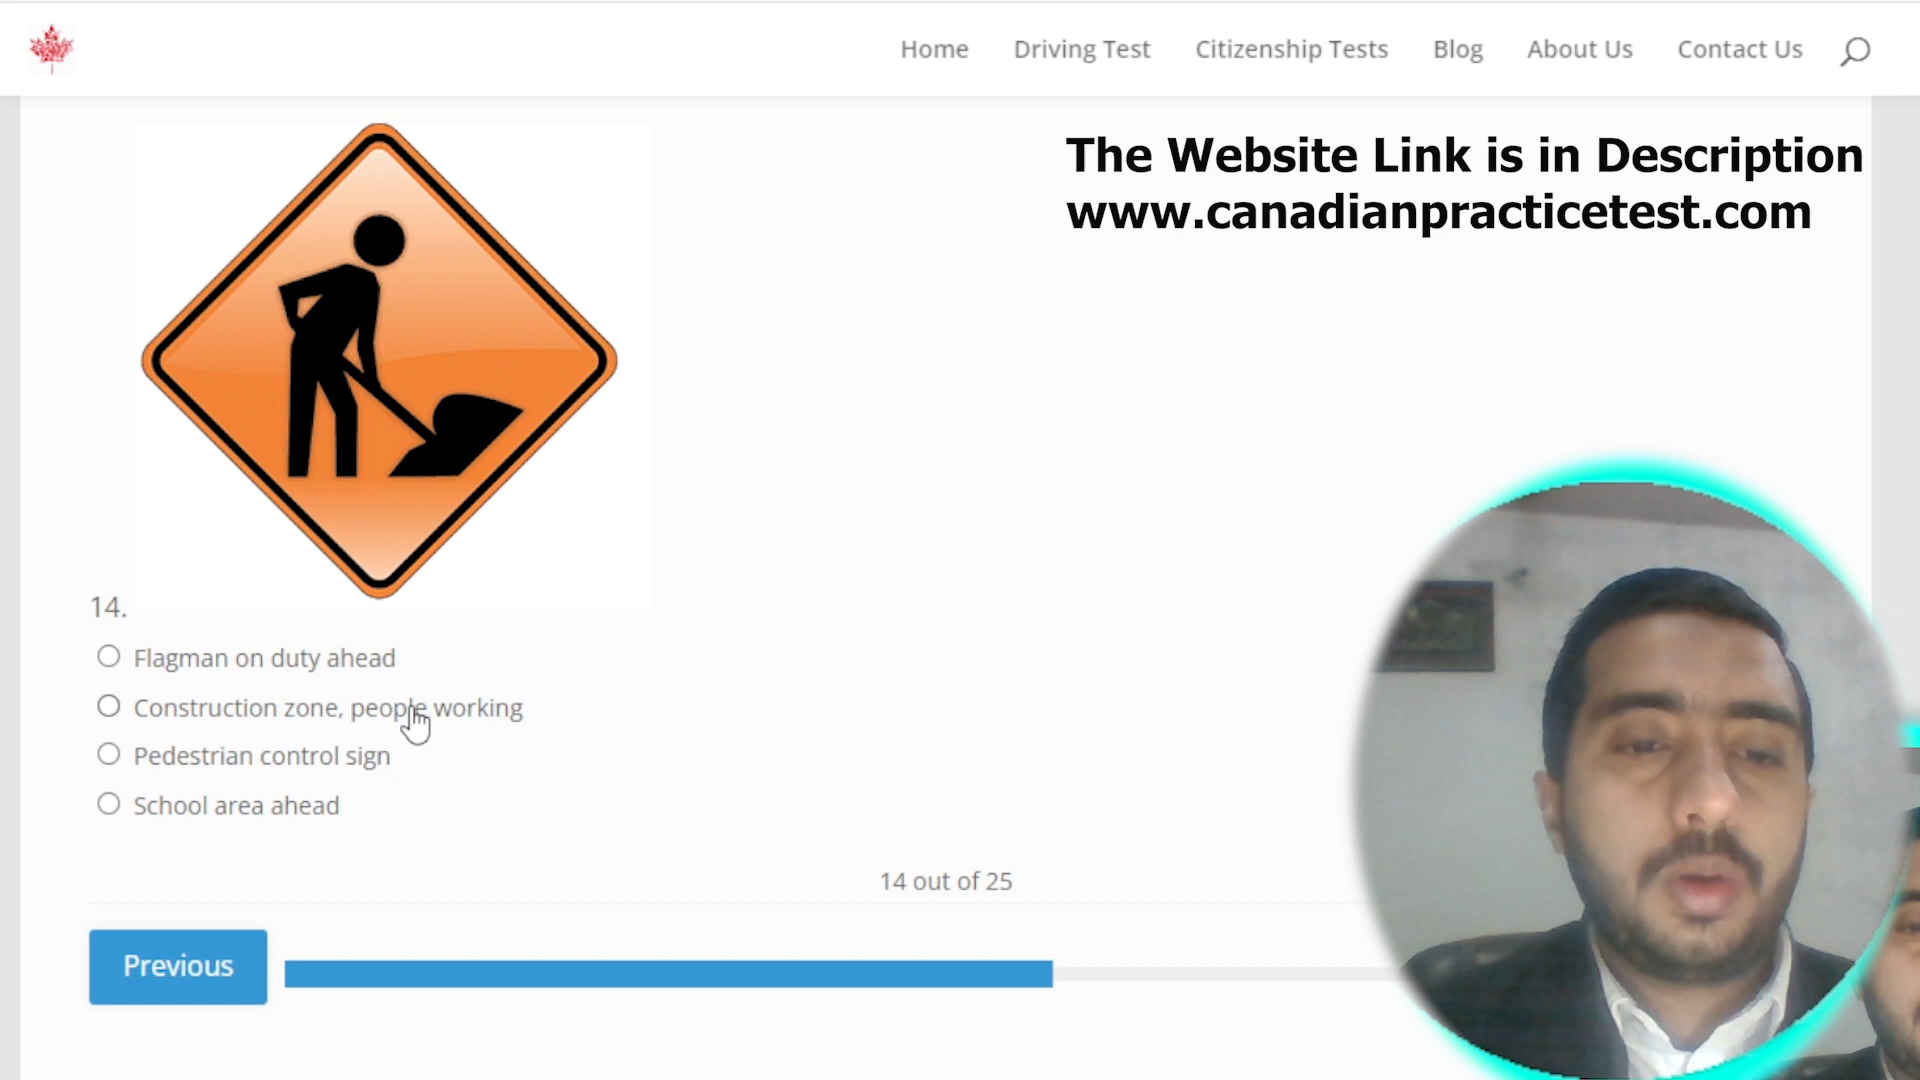 Home Driving Test Citizenship Tests Blog About Us Contact Us
The Website Link is in Description
www.canadianpracticetest.com
14.
Flagman on duty ahead
Construction zone, people working
Pedestrian control sign
School area ahead
14 out of 25
Previous